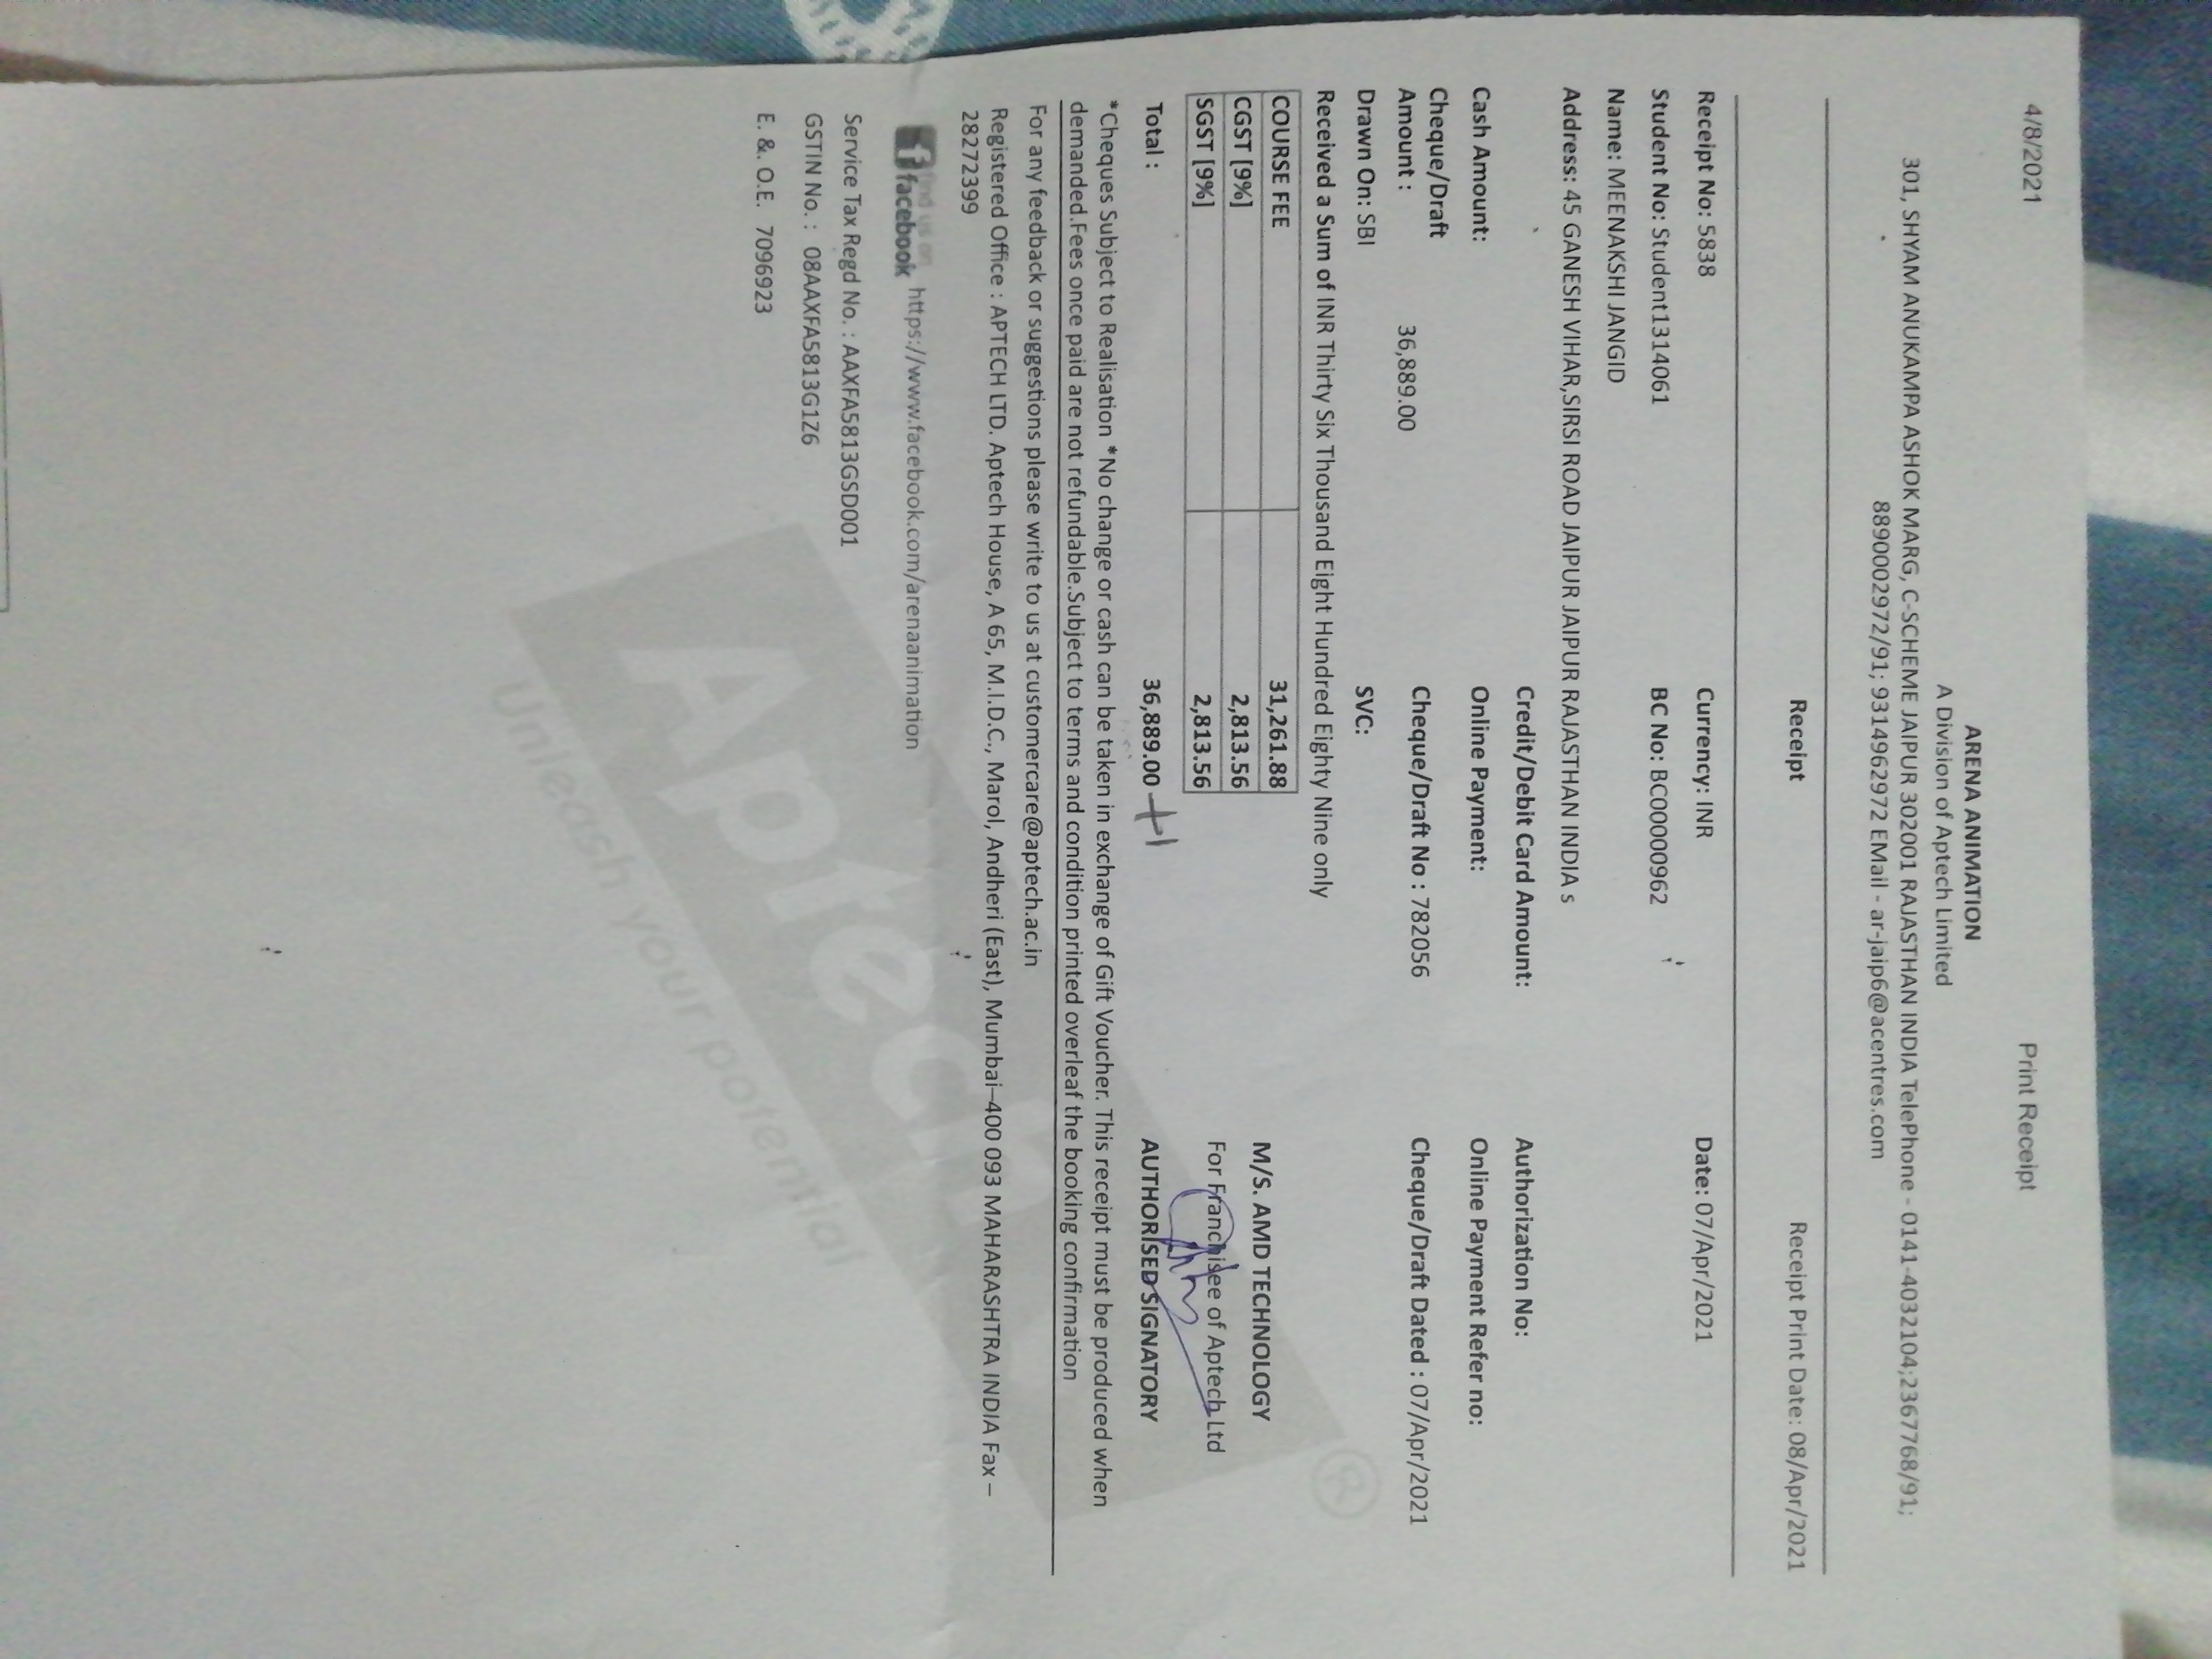 4/8/2021 Print Receipt
ARENA ANIMATION
A Division of Aptech Limited
301, SHYAM ANUKAMPA ASHOK MARG, C-SCHEME JAIPUR 302001 RAJASTHAN INDIA TelePhone - 0141-4032104;2367768/91;
8890002972/91; 9314962972 EMail - ar-jaip6@acentres.com
Receipt Receipt Print Date: 08/Apr/2021
Receipt No: 5838 Currency: INR Date: 07/Apr/2021
Student No: Student1314061 BC No: BC00000962
Name: MEENAKSHI JANGID
Address: 45 GANESH VIHAR,SIRSI ROAD JAIPUR JAIPUR RAJASTHAN INDIA s
Credit/Debit Card Amount: Authorization No:
Cash Amount: Online Payment: Online Payment Refer no:
Cheque/Draft
Amount : 36,889.00 Cheque/Draft No : 782056 Cheque/Draft Dated : 07/Apr/2021
Drawn On: SBI SVC:
Received a Sum of INR Thirty Six Thousand Eight Hundred Eighty Nine only
COURSE FEE 31,261.88
CGST [9%] 2,813.56
SGST [9%] 2,813.56
M/S. AMD TECHNOLOGY
For Franchisee of Aptech Ltd
Total : 36,889.00 +1 AUTHORISED SIGNATORY
*Cheques Subject to Realisation *No change or cash can be taken in exchange of Gift Voucher. This receipt must be produced when
demanded.Fees once paid are not refundable.Subject to terms and condition printed overleaf the booking confirmation
For any feedback or suggestions please write to us at customercare@aptech.ac.in
Registered Office : APTECH LTD. Aptech House, A 65, M.I.D.C., Marol, Andheri (East), Mumbai–400 093 MAHARASHTRA INDIA Fax –
28272399
find us on
facebook https://www.facebook.com/arenaanimation
Service Tax Regd No. : AAXFA5813GSD001
GSTIN No. : 08AAXFA5813G1Z6
E. &. O.E. 7096923
Aptech
Unleash your potential
®